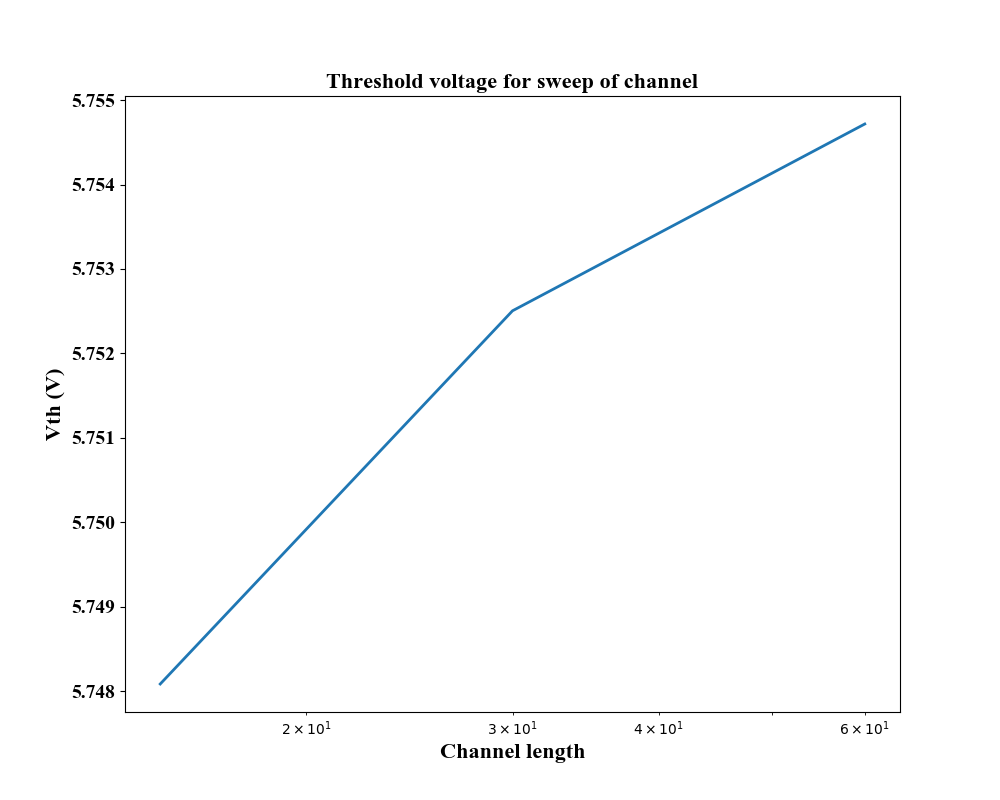 Threshold voltage for sweep of channel
5.755
5.754
5.753
5.752
5.751
5.750
5.749
5.748
Vth (V)
2 × 10¹
3 × 10¹
4 × 10¹
6 × 10¹
Channel length